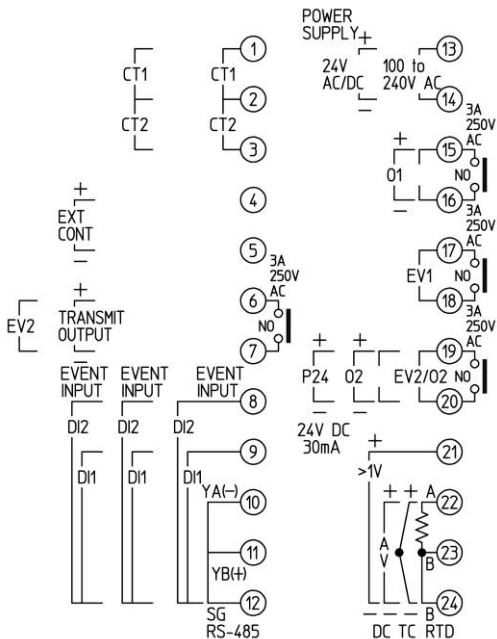 POWER
SUPPLY
+
24V
AC/DC
100 to
240V AC
−
13
14
CT1
CT1
1
2
CT2
CT2
3
3A
250V
AC
+
O1
NO
−
15
16
+
EXT
CONT
−
4
5
3A
250V
AC
EV1
NO
17
18
3A
250V
AC
EV2
+
TRANSMIT
OUTPUT
−
NO
6
7
3A
250V
AC
+
P24
−
+
O2
−
EV2/O2
NO
19
20
24V DC
30mA
EVENT
INPUT
EVENT
INPUT
EVENT
INPUT
DI2
DI2
DI2
8
DI1
DI1
DI1
9
YA(−)
10
11
YB(+)
12
SG
RS-485
+
>1V
−
21
+
+
A
22
A
V
B
23
−
−
B
24
DC TC RTD